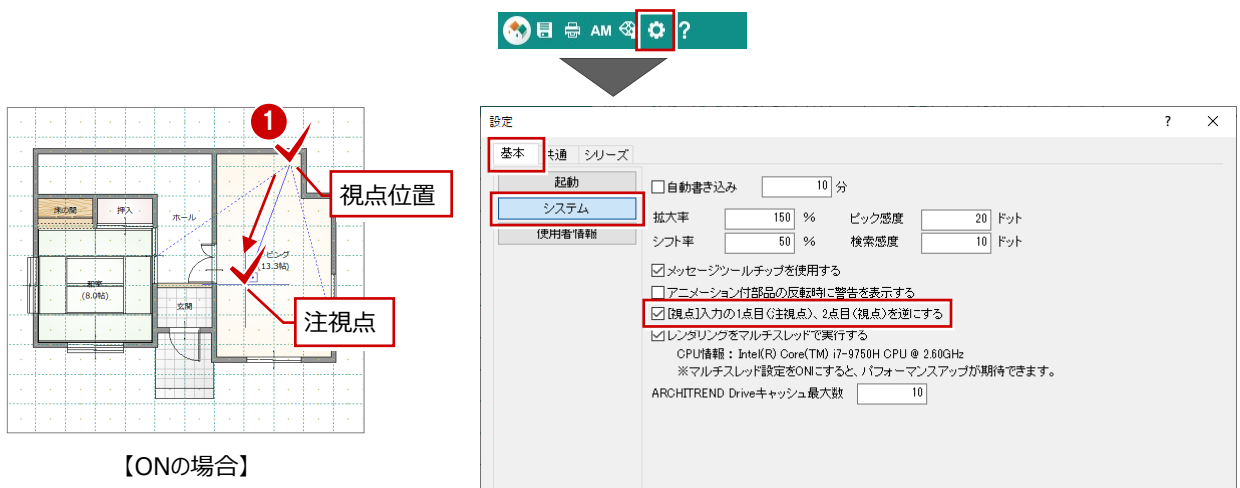 AM
?
設定
? ×
基本 共通 シリーズ
起動
システム
使用者情報
自動書き込み 10 分
拡大率 150 % ピック感度 20 ドット
シフト率 50 % 検索感度 10 ドット
メッセージツールチップを使用する
アニメーション付部品の反転時に警告を表示する
[視点]入力の1点目(注視点)、2点目(視点)を逆にする
レンダリングをマルチスレッドで実行する
CPU情報: Intel(R) Core(TM) i7-9750H CPU @ 2.60GHz
※マルチスレッド設定をONにすると、パフォーマンスアップが期待できます。
ARCHITREND Driveキャッシュ最大数 10
1
視点位置
床の間
押入
ホール
ビング
(13.3帖)
和室
(8.0帖)
玄関
注視点
【ONの場合】